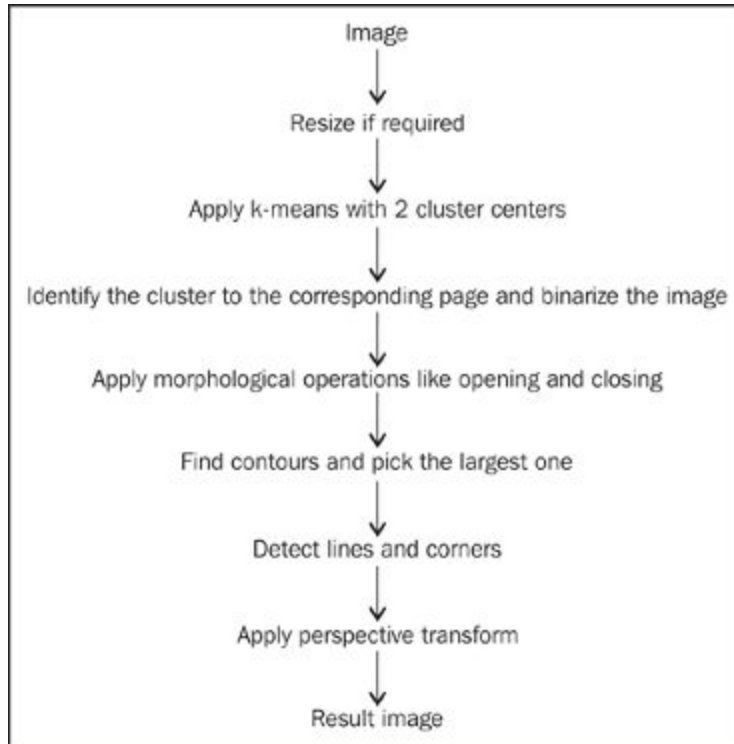 Image
Resize if required
Apply k-means with 2 cluster centers
Identify the cluster to the corresponding page and binarize the image
Apply morphological operations like opening and closing
Find contours and pick the largest one
Detect lines and corners
Apply perspective transform
Result image